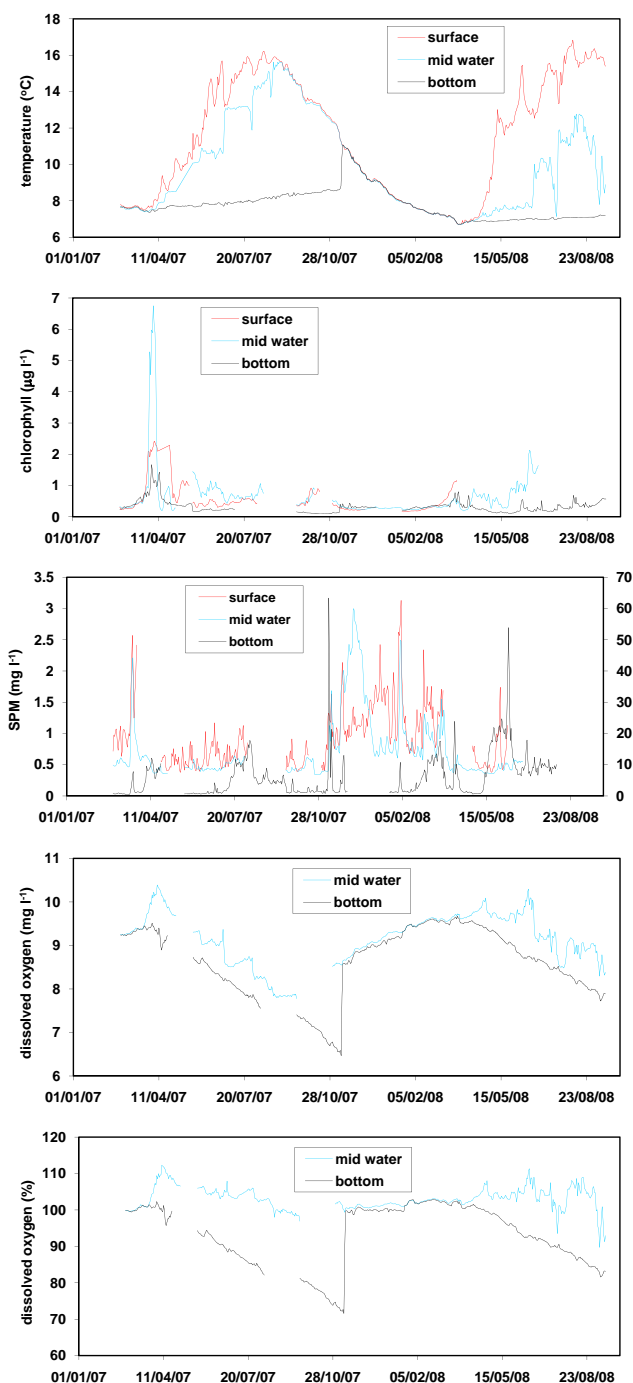 18
16
14
12
10
8
6
temperature (°C)
surface
mid water
bottom
01/01/07 11/04/07 20/07/07 28/10/07 05/02/08 15/05/08 23/08/08
7
6
5
4
3
2
1
0
chlorophyll (µg l-1)
surface
mid water
bottom
01/01/07 11/04/07 20/07/07 28/10/07 05/02/08 15/05/08 23/08/08
3.5
3
2.5
2
1.5
1
0.5
0
SPM (mg l-1)
surface
mid water
bottom
70
60
50
40
30
20
10
0
01/01/07 11/04/07 20/07/07 28/10/07 05/02/08 15/05/08 23/08/08
11
10
9
8
7
6
dissolved oxygen (mg l-1)
mid water
bottom
01/01/07 11/04/07 20/07/07 28/10/07 05/02/08 15/05/08 23/08/08
120
110
100
90
80
70
60
dissolved oxygen (%)
mid water
bottom
01/01/07 11/04/07 20/07/07 28/10/07 05/02/08 15/05/08 23/08/08